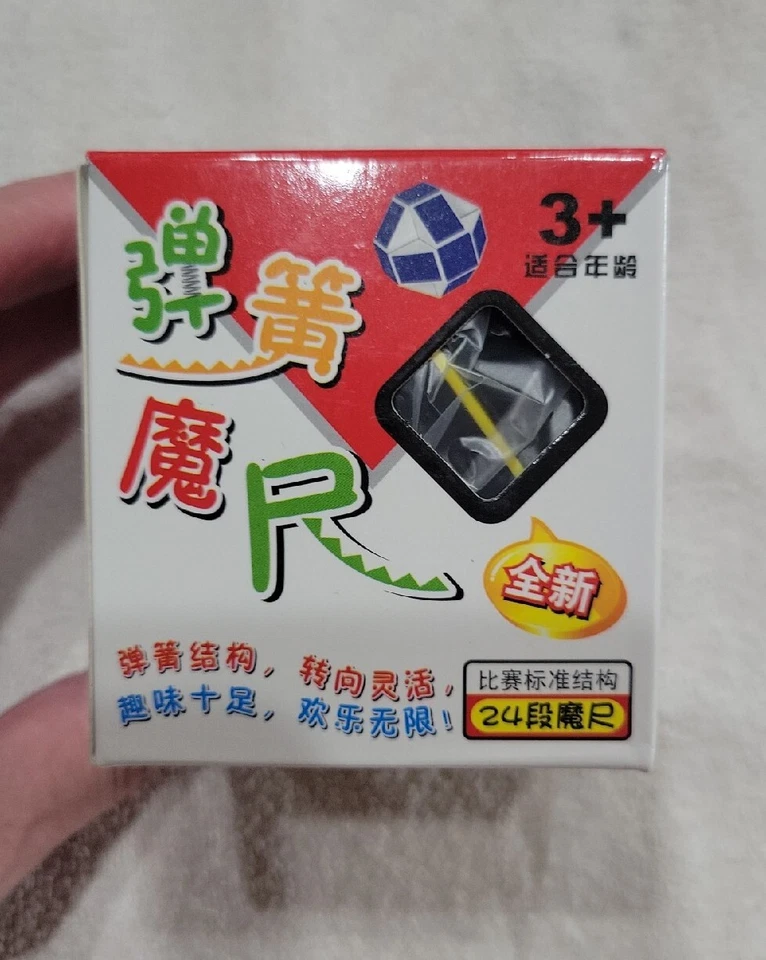 弹簧
3+
适合年龄
魔尺
全新
弹簧结构，转向灵活，
趣味十足，欢乐无限！
比赛标准结构
24段魔尺